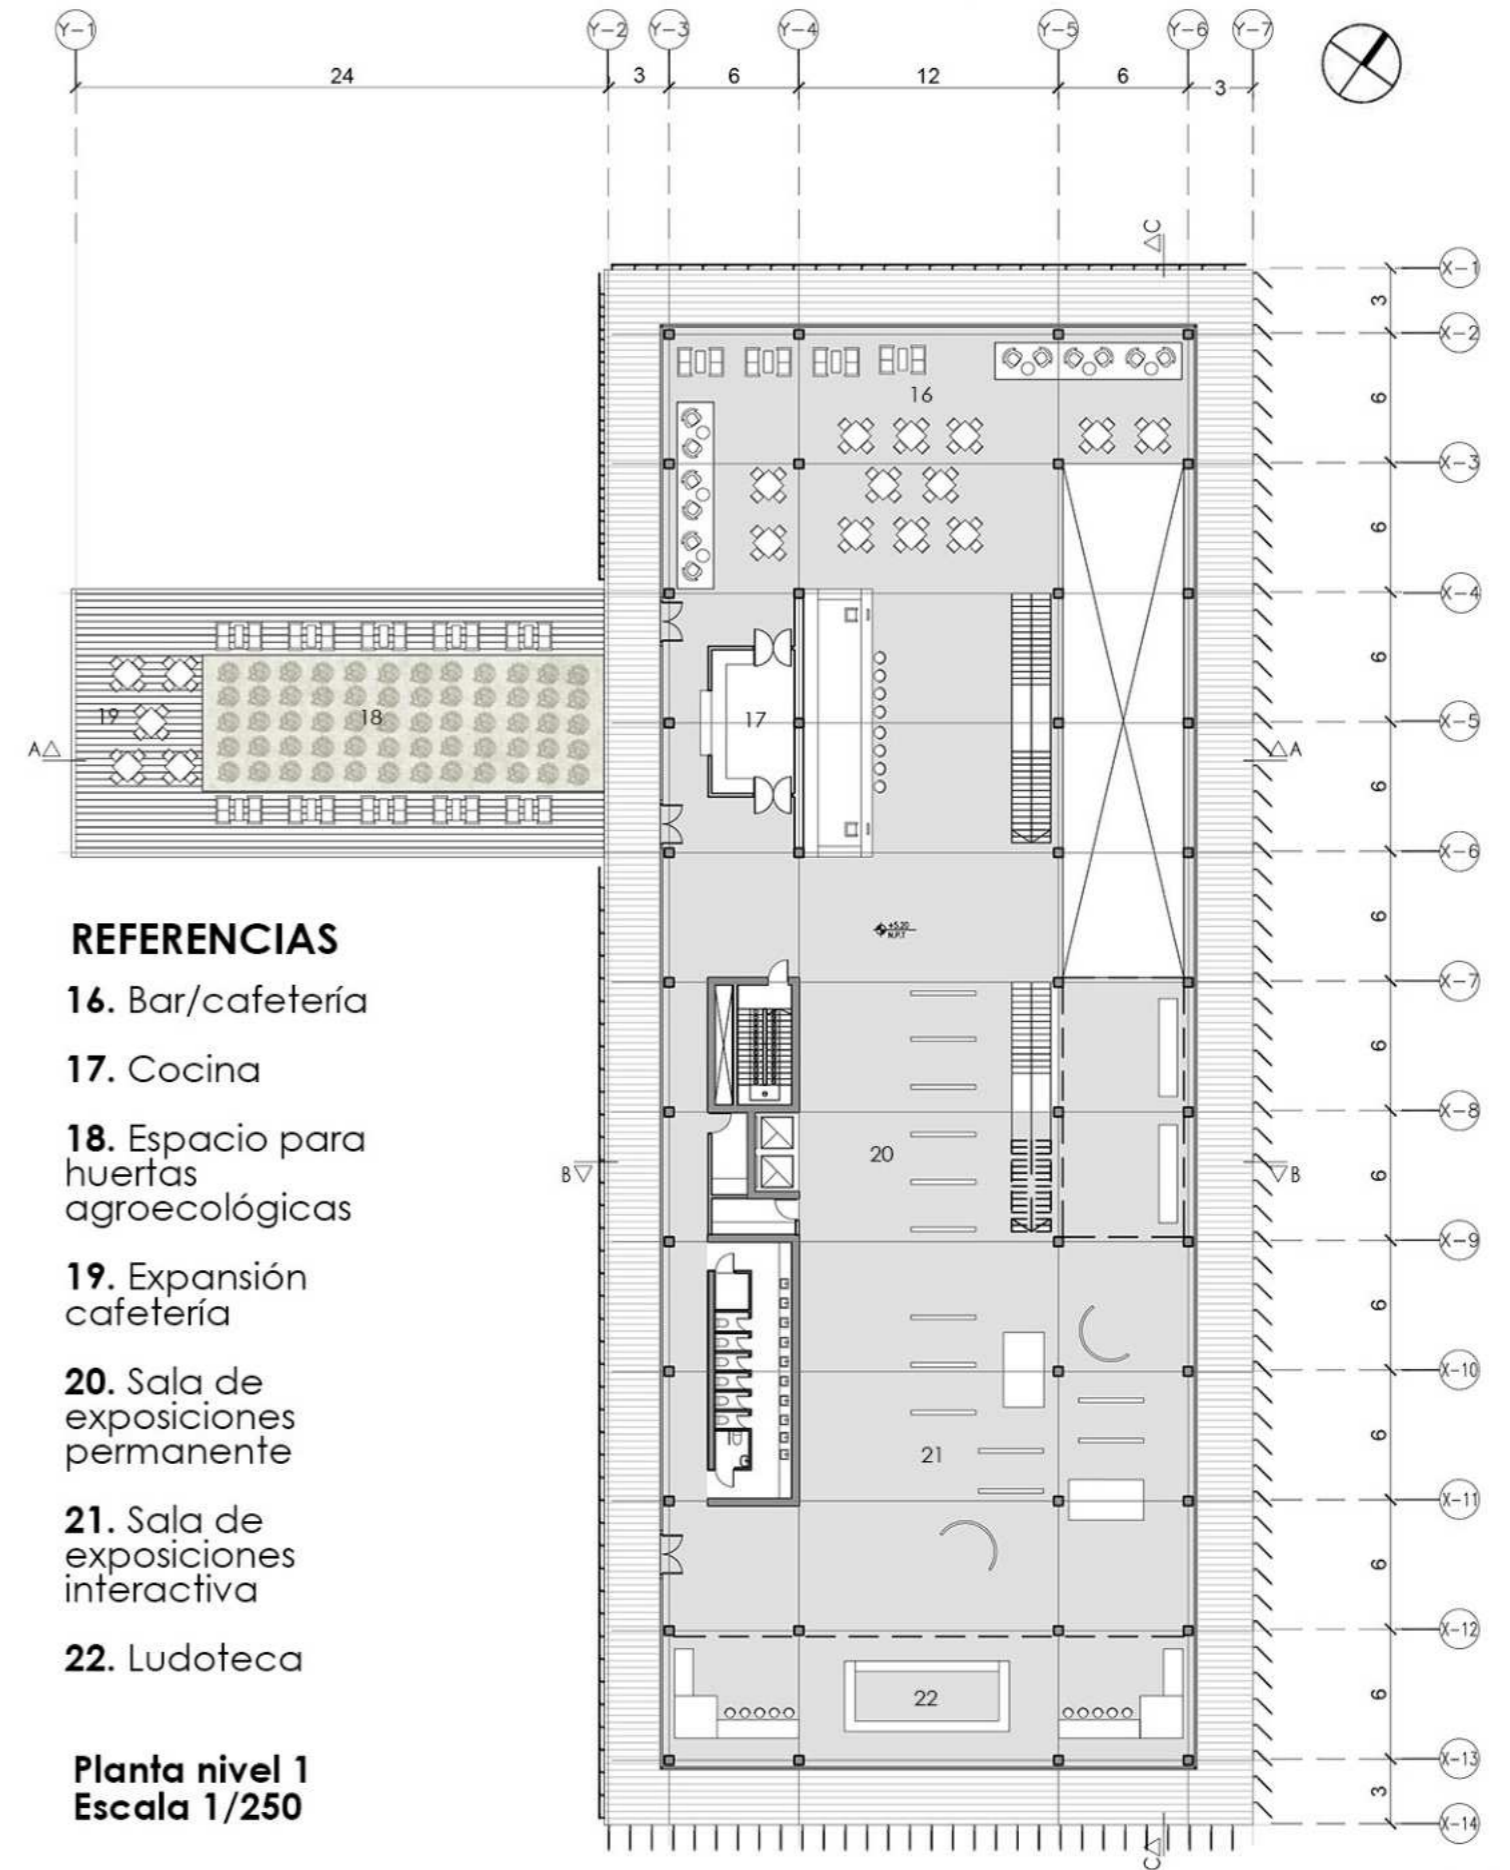 Y-1 Y-2 Y-3 Y-4 Y-5 Y-6 Y-7
24 3 6 12 6 3
C
X-1
3
X-2
6
16
X-3
6
X-4
6
19 18 17
X-5
A A
6
X-6
6
+5.20
N.P.T
X-7
6
X-8
20
B B
6
X-9
6
X-10
6
21
X-11
6
X-12
6
22
X-13
3
X-14
C
REFERENCIAS
16. Bar/cafetería
17. Cocina
18. Espacio para
huertas
agroecológicas
19. Expansión
cafetería
20. Sala de
exposiciones
permanente
21. Sala de
exposiciones
interactiva
22. Ludoteca
Planta nivel 1
Escala 1/250